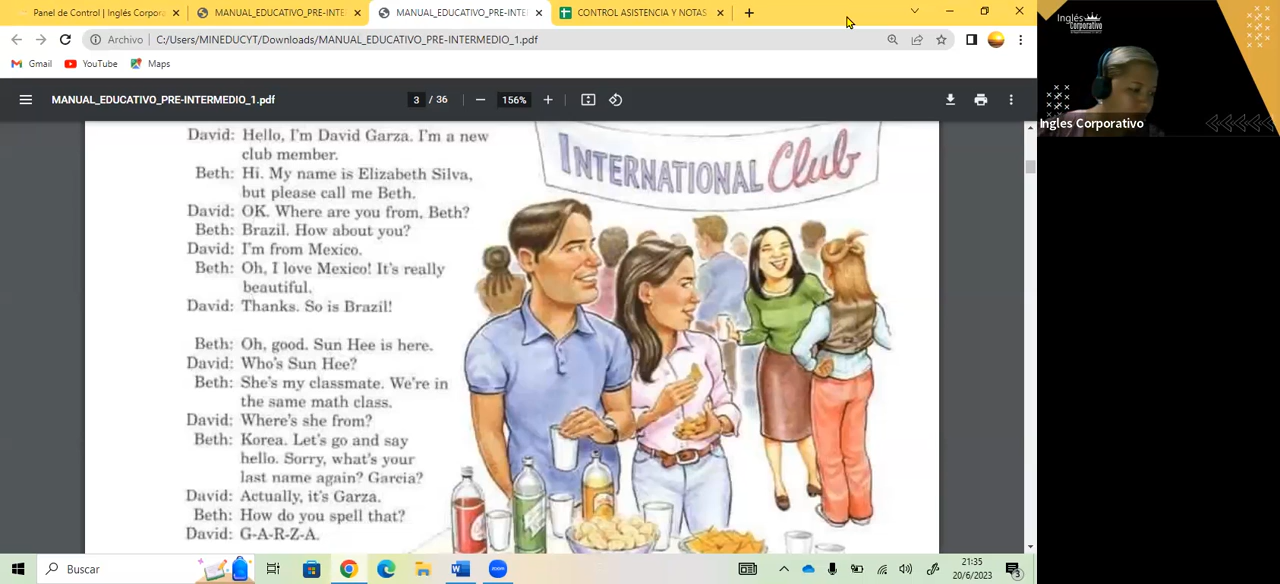 Panel de Control | Inglés Corpora
MANUAL_EDUCATIVO_PRE-INTE
MANUAL_EDUCATIVO_PRE-INTE
CONTROL ASISTENCIA Y NOTAS
Archivo
C:/Users/MINEDUCYT/Downloads/MANUAL_EDUCATIVO_PRE-INTERMEDIO_1.pdf
Gmail
YouTube
Maps
MANUAL_EDUCATIVO_PRE-INTERMEDIO_1.pdf
3 / 36
156%
David: Hello, I'm David Garza. I'm a new
club member.
Beth: Hi. My name is Elizabeth Silva,
but please call me Beth.
David: OK. Where are you from, Beth?
Beth: Brazil. How about you?
David: I'm from Mexico.
Beth: Oh, I love Mexico! It's really
beautiful.
David: Thanks. So is Brazil!
Beth: Oh, good. Sun Hee is here.
David: Who's Sun Hee?
Beth: She's my classmate. We're in
the same math class.
David: Where's she from?
Beth: Korea. Let's go and say
hello. Sorry, what's your
last name again? Garcia?
David: Actually, it's Garza.
Beth: How do you spell that?
David: G-A-R-Z-A.
INTERNATIONAL Club
Inglés
Corporativo
Ingles Corporativo
Buscar
21:35
20/6/2023
3